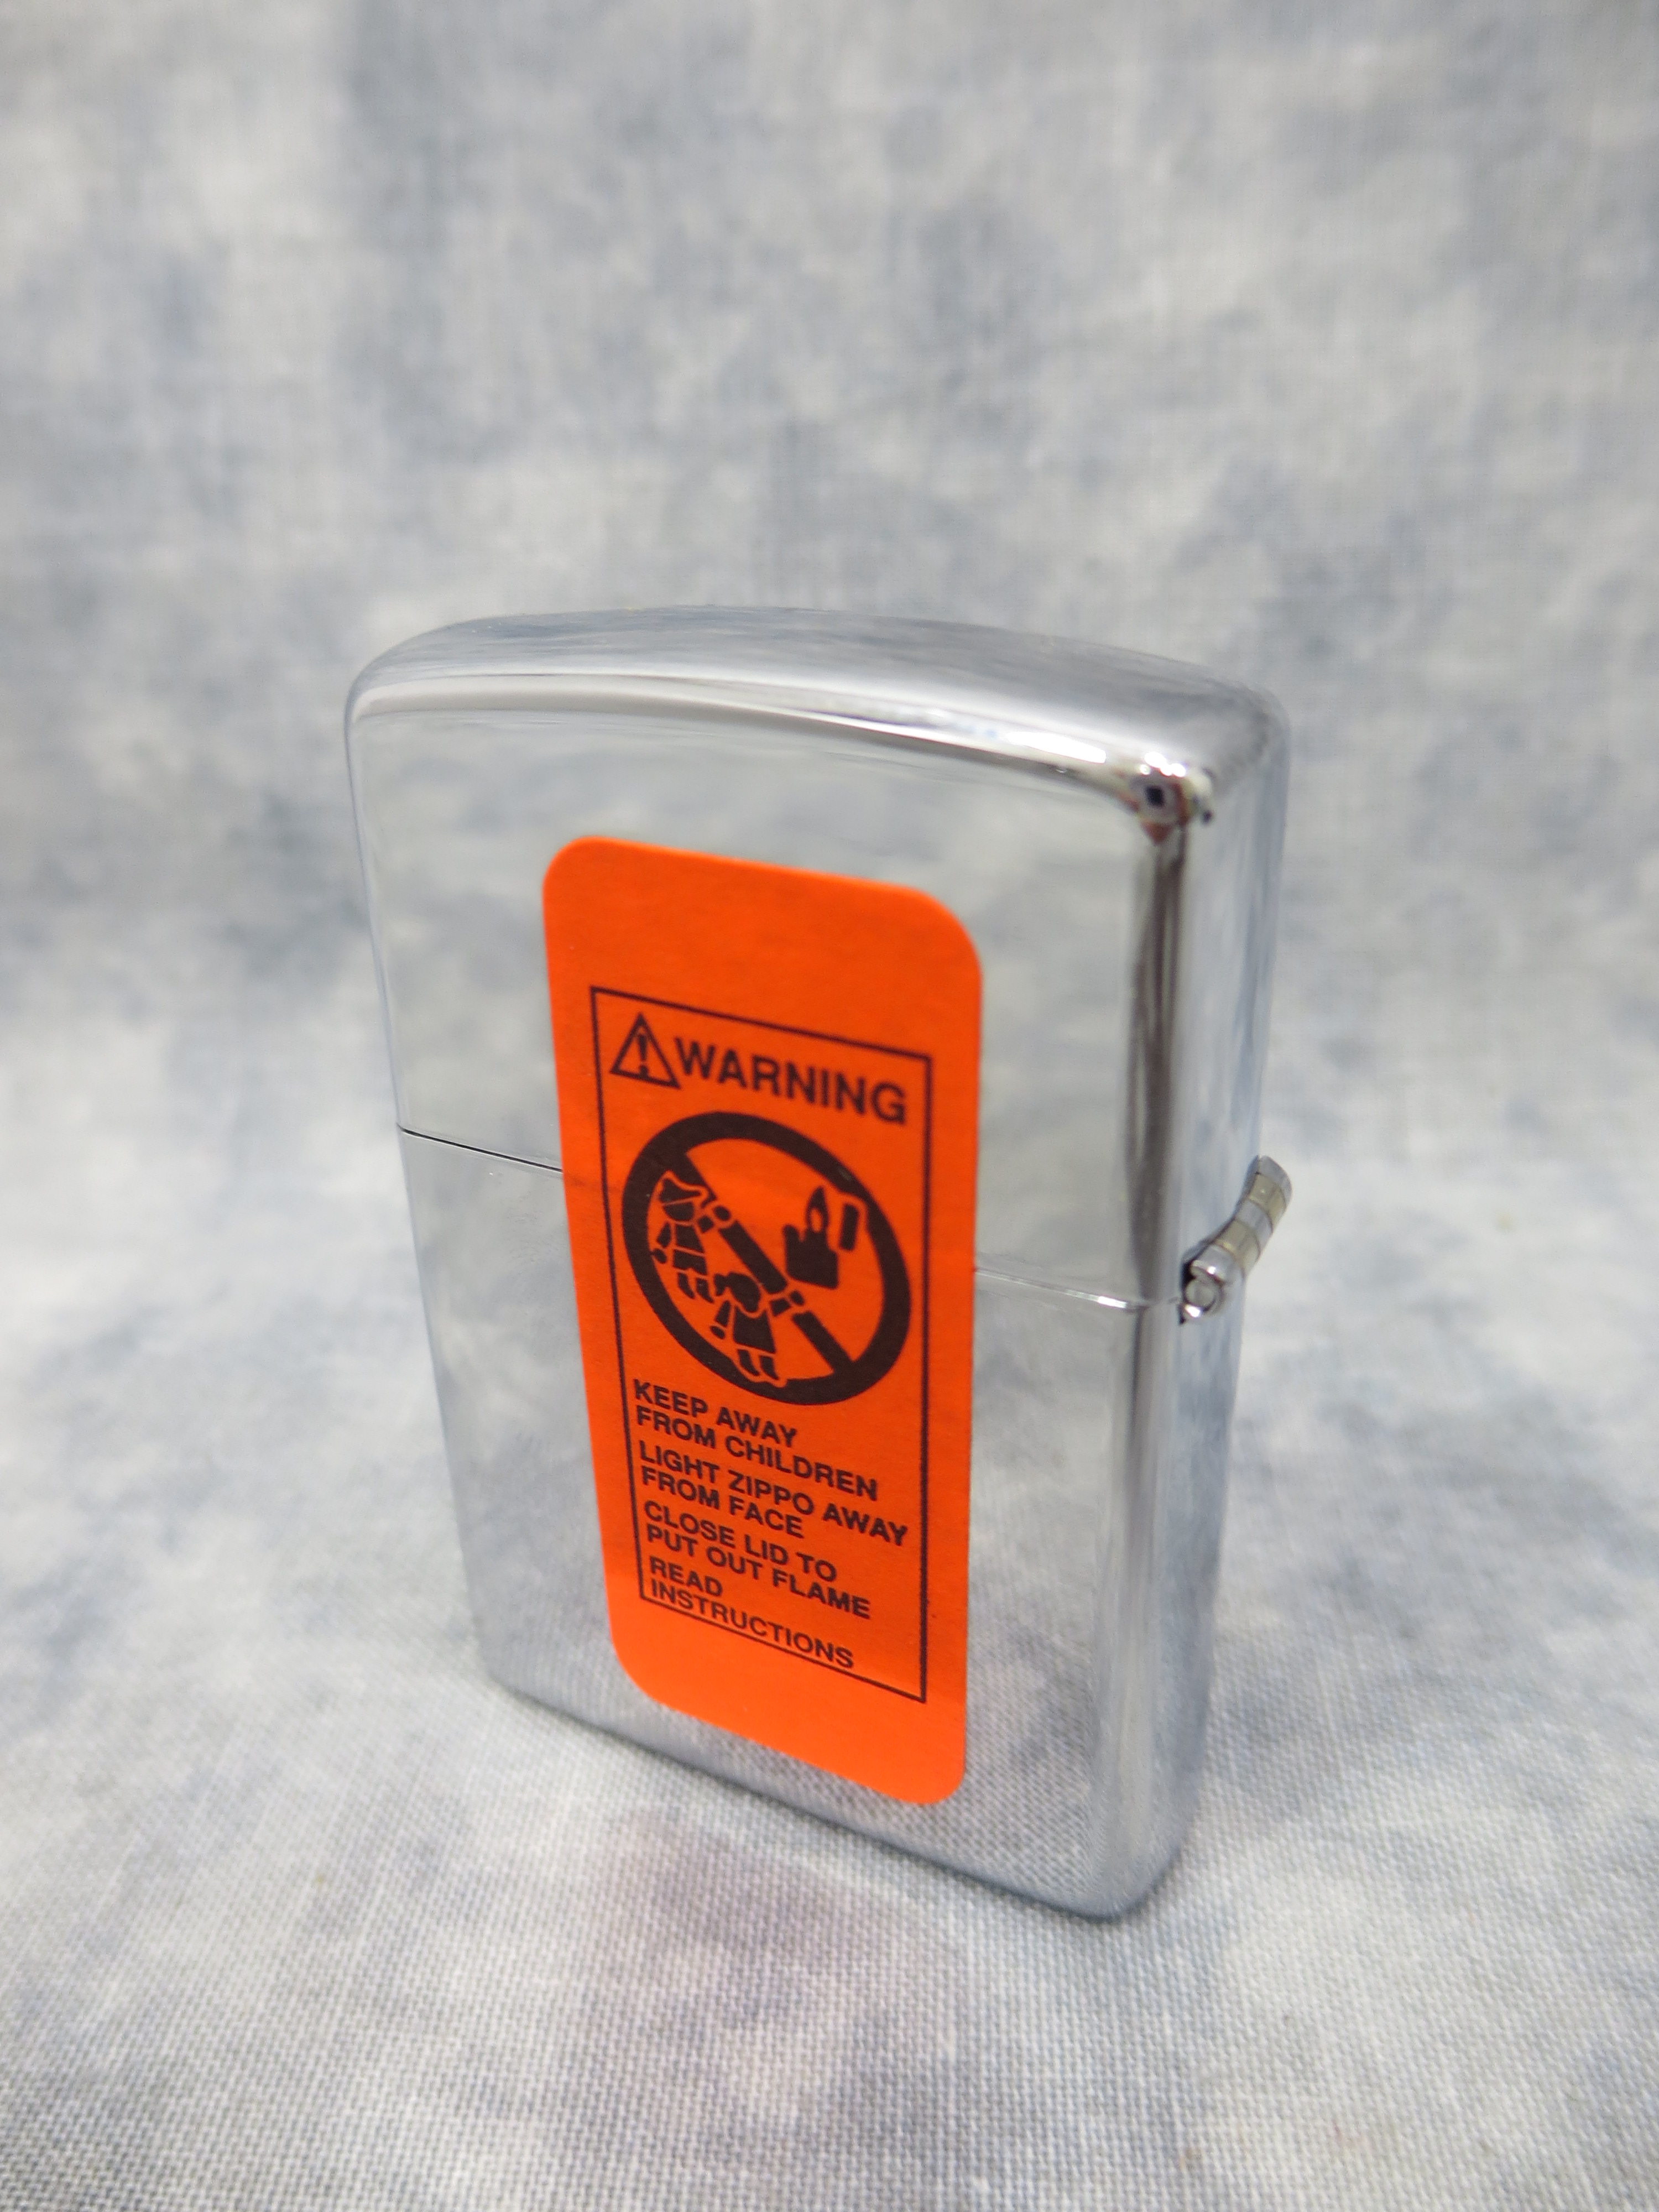 WARNING
KEEP AWAY
FROM CHILDREN
LIGHT ZIPPO AWAY
FROM FACE
CLOSE LID TO
PUT OUT FLAME
READ
INSTRUCTIONS